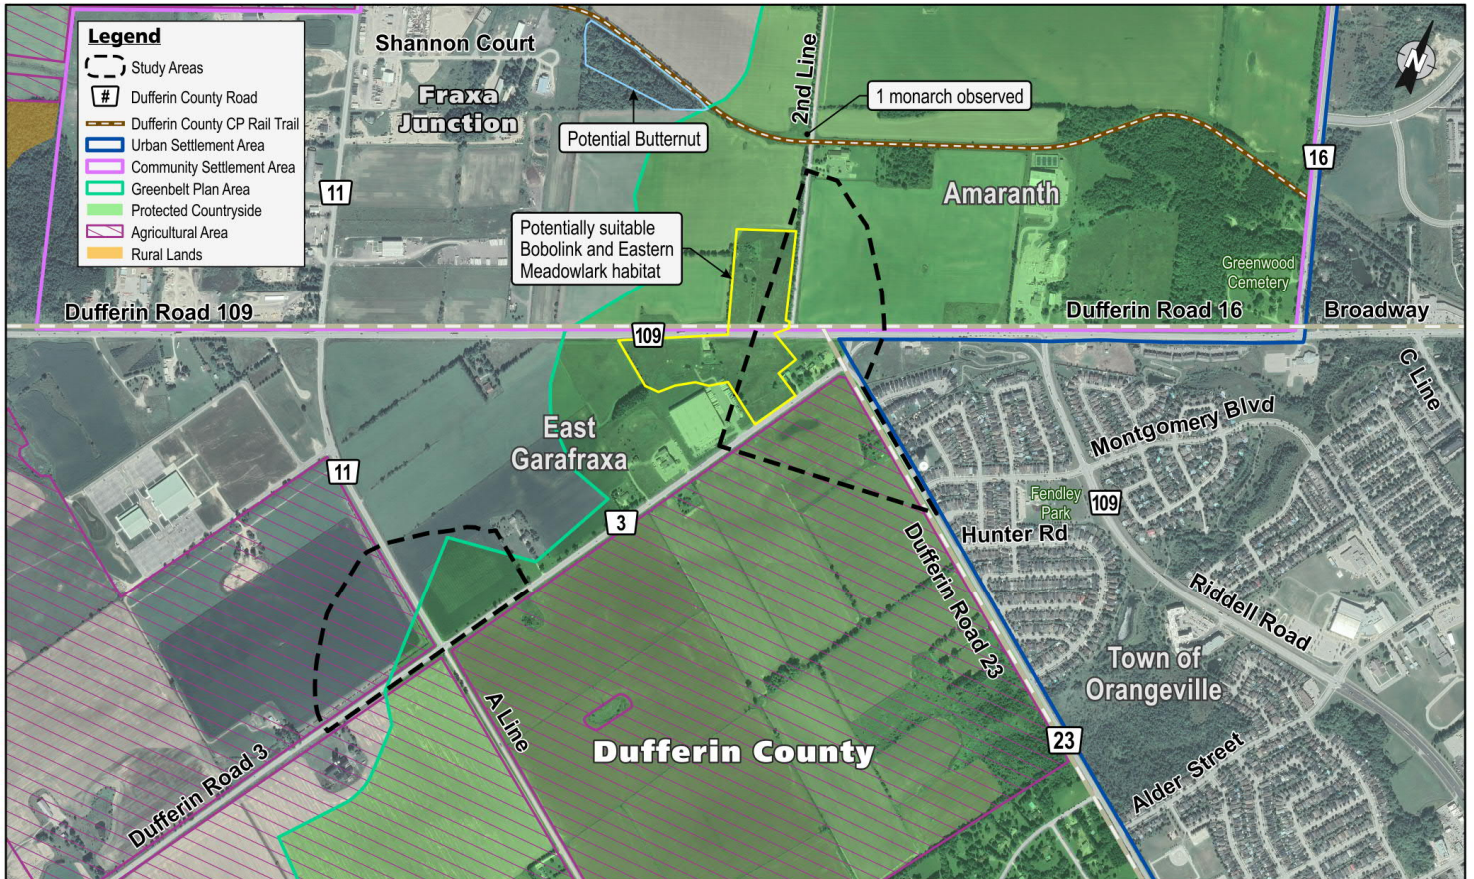 Legend
Study Areas
# Dufferin County Road
Dufferin County CP Rail Trail
Urban Settlement Area
Community Settlement Area
Greenbelt Plan Area
Protected Countryside
Agricultural Area
Rural Lands
Shannon Court
Fraxa
Junction
2nd Line
1 monarch observed
Potential Butternut
N
16
11
Amaranth
Potentially suitable
Bobolink and Eastern
Meadowlark habitat
Greenwood
Cemetery
Dufferin Road 109
109
Dufferin Road 16
Broadway
C Line
Montgomery Blvd
East
Garafraxa
11
3
Fendley
Park
109
Hunter Rd
Dufferin Road 23
Riddell Road
Town of
Orangeville
A Line
Dufferin County
23
Dufferin Road 3
Alder Street